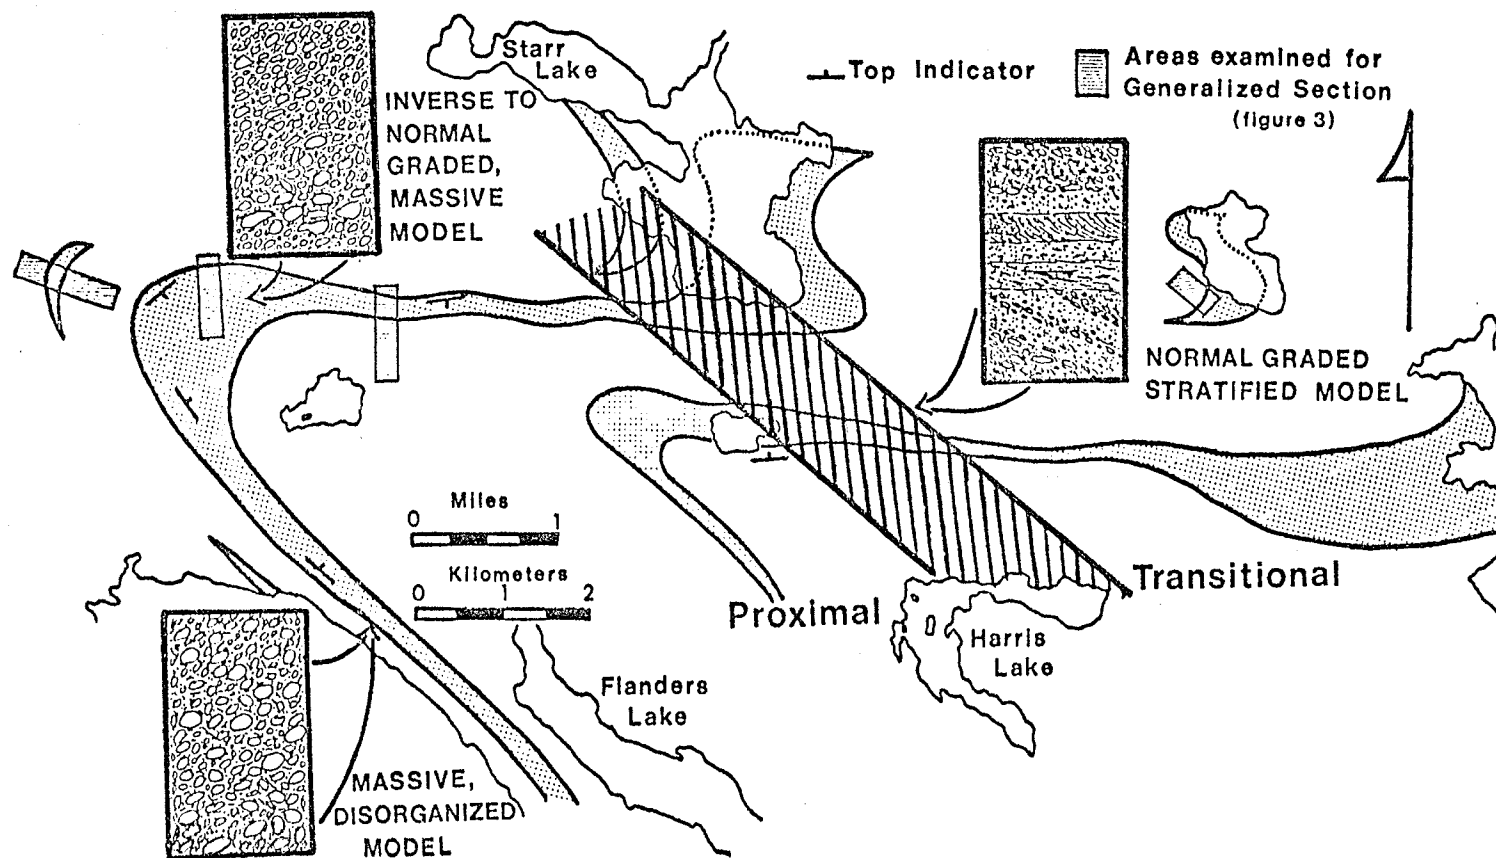 Starr
Lake
Top Indicator
Areas examined for
Generalized Section
(figure 3)
INVERSE TO
NORMAL
GRADED,
MASSIVE
MODEL
NORMAL GRADED
STRATIFIED MODEL
Miles
0 1
Kilometers
0 1 2
Transitional
Proximal
Harris
Lake
Flanders
Lake
MASSIVE,
DISORGANIZED
MODEL